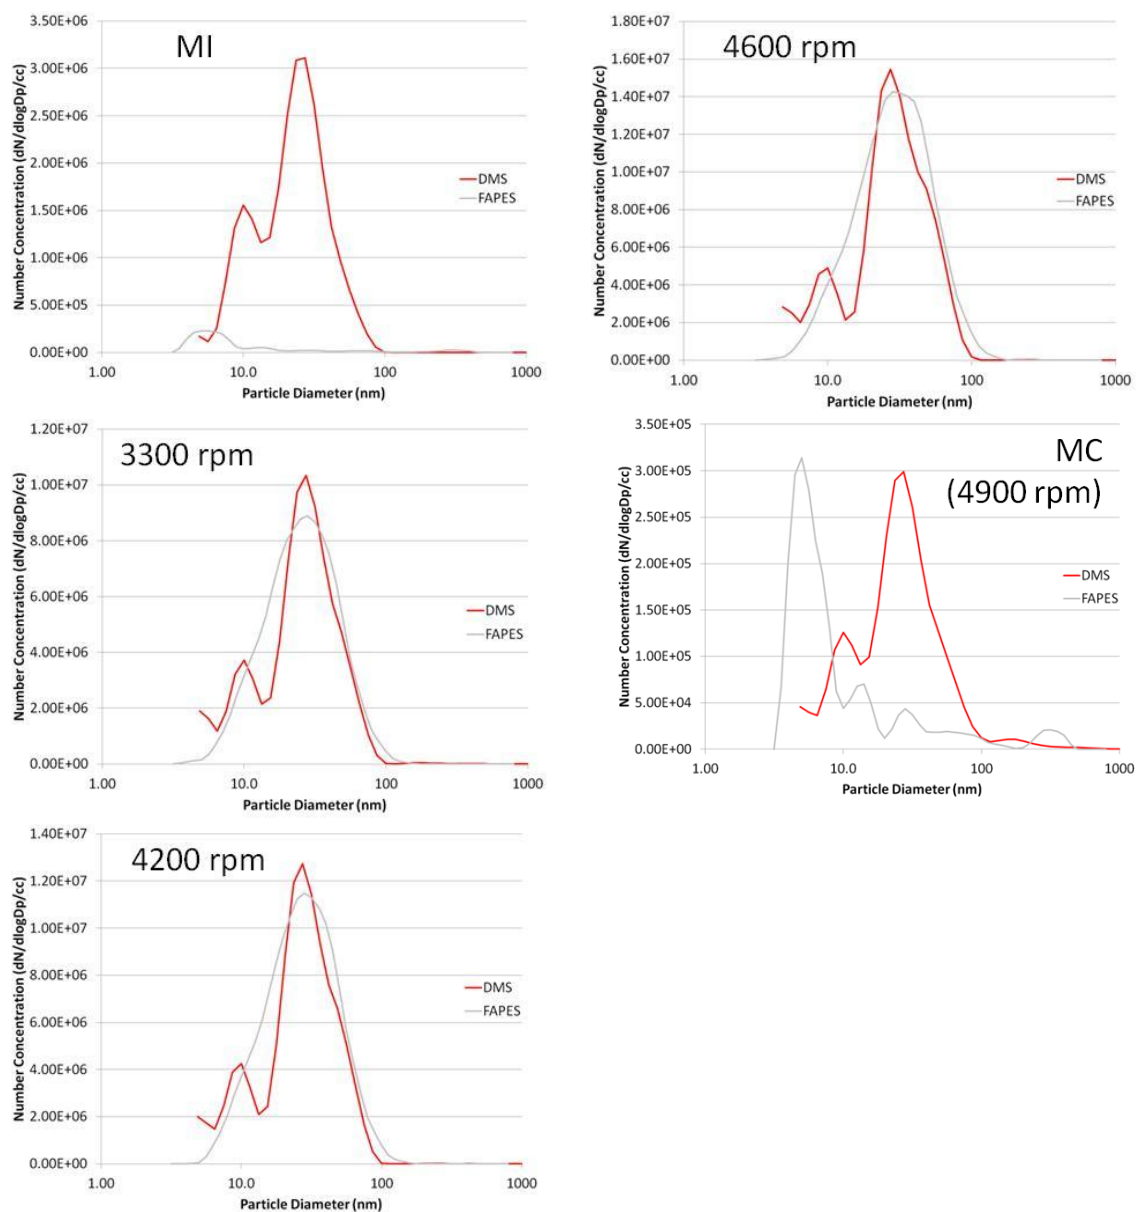 MI
Number Concentration (dN/dlogDp/cc)
3.50E+06
3.00E+06
2.50E+06
2.00E+06
1.50E+06
1.00E+06
5.00E+05
0.00E+00
1.00 10.0 100 1000
Particle Diameter (nm)
DMS
FAPES
4600 rpm
Number Concentration (dN/dlogDp/cc)
1.80E+07
1.60E+07
1.40E+07
1.20E+07
1.00E+07
8.00E+06
6.00E+06
4.00E+06
2.00E+06
0.00E+00
1.00 10.0 100 1000
Particle Diameter (nm)
DMS
FAPES
3300 rpm
Number Concentration (dN/dlogDp/cc)
1.20E+07
1.00E+07
8.00E+06
6.00E+06
4.00E+06
2.00E+06
0.00E+00
1.00 10.0 100 1000
Particle Diameter (nm)
DMS
FAPES
MC
(4900 rpm)
Number Concentration (dN/dlogDp/cc)
3.50E+05
3.00E+05
2.50E+05
2.00E+05
1.50E+05
1.00E+05
5.00E+04
0.00E+00
1.00 10.0 100 1000
Particle Diameter (nm)
DMS
FAPES
4200 rpm
Number Concentration (dN/dlogDp/cc)
1.40E+07
1.20E+07
1.00E+07
8.00E+06
6.00E+06
4.00E+06
2.00E+06
0.00E+00
1.00 10.0 100 1000
Particle Diameter (nm)
DMS
FAPES